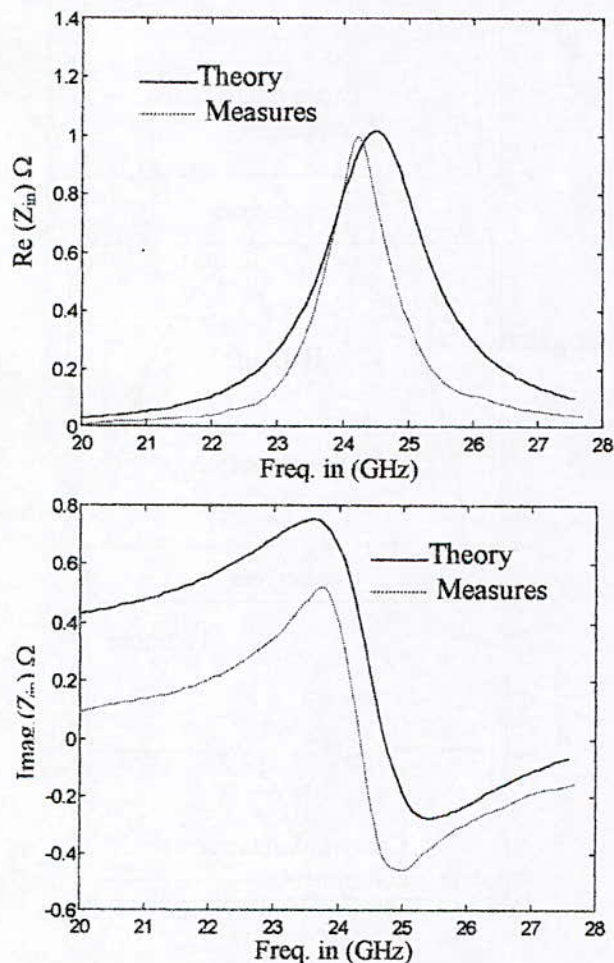 1.4
1.2
1
0.8
0.6
0.4
0.2
0
Re (Zin) Ω
Theory
Measures
20 21 22 23 24 25 26 27 28
Freq. in (GHz)
0.8
0.6
0.4
0.2
0
-0.2
-0.4
-0.6
Imag.(Zin) Ω
Theory
Measures
20 21 22 23 24 25 26 27 28
Freq. in (GHz)